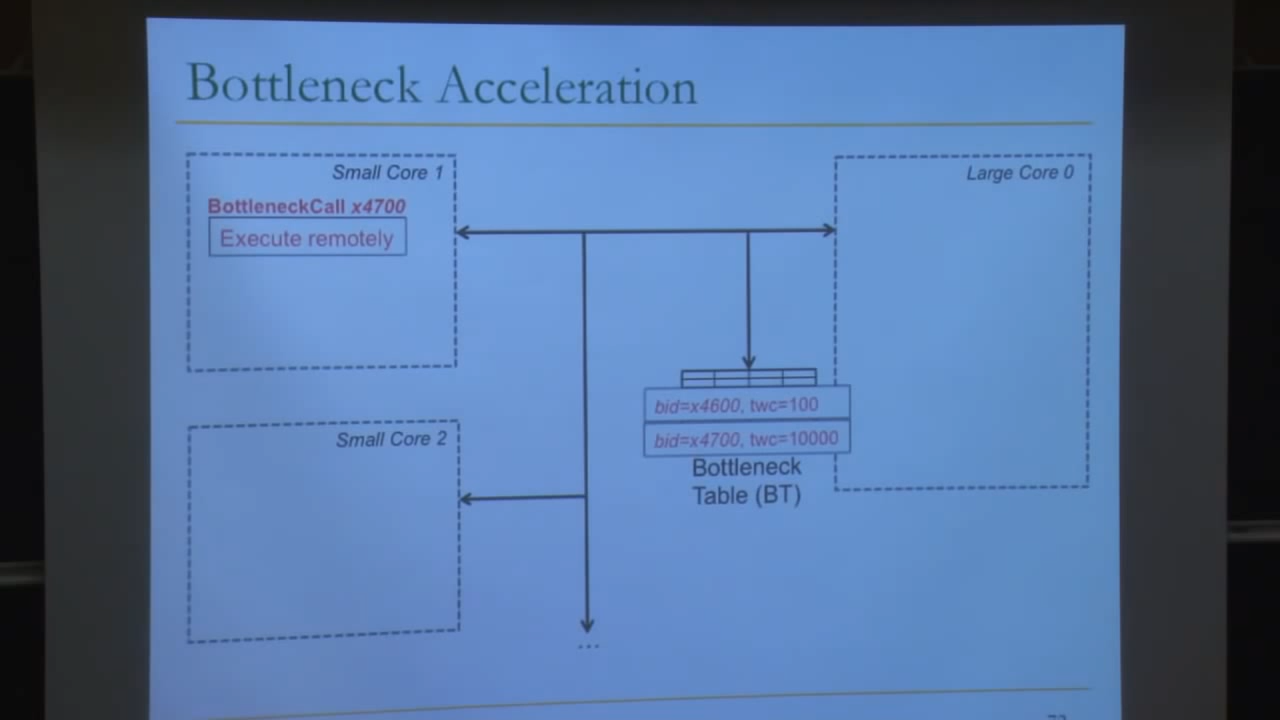 Bottleneck Acceleration
Small Core 1
Large Core 0
BottleneckCall x4700
Execute remotely
bid=x4600, twc=100
bid=x4700, twc=10000
Small Core 2
Bottleneck
Table (BT)
...